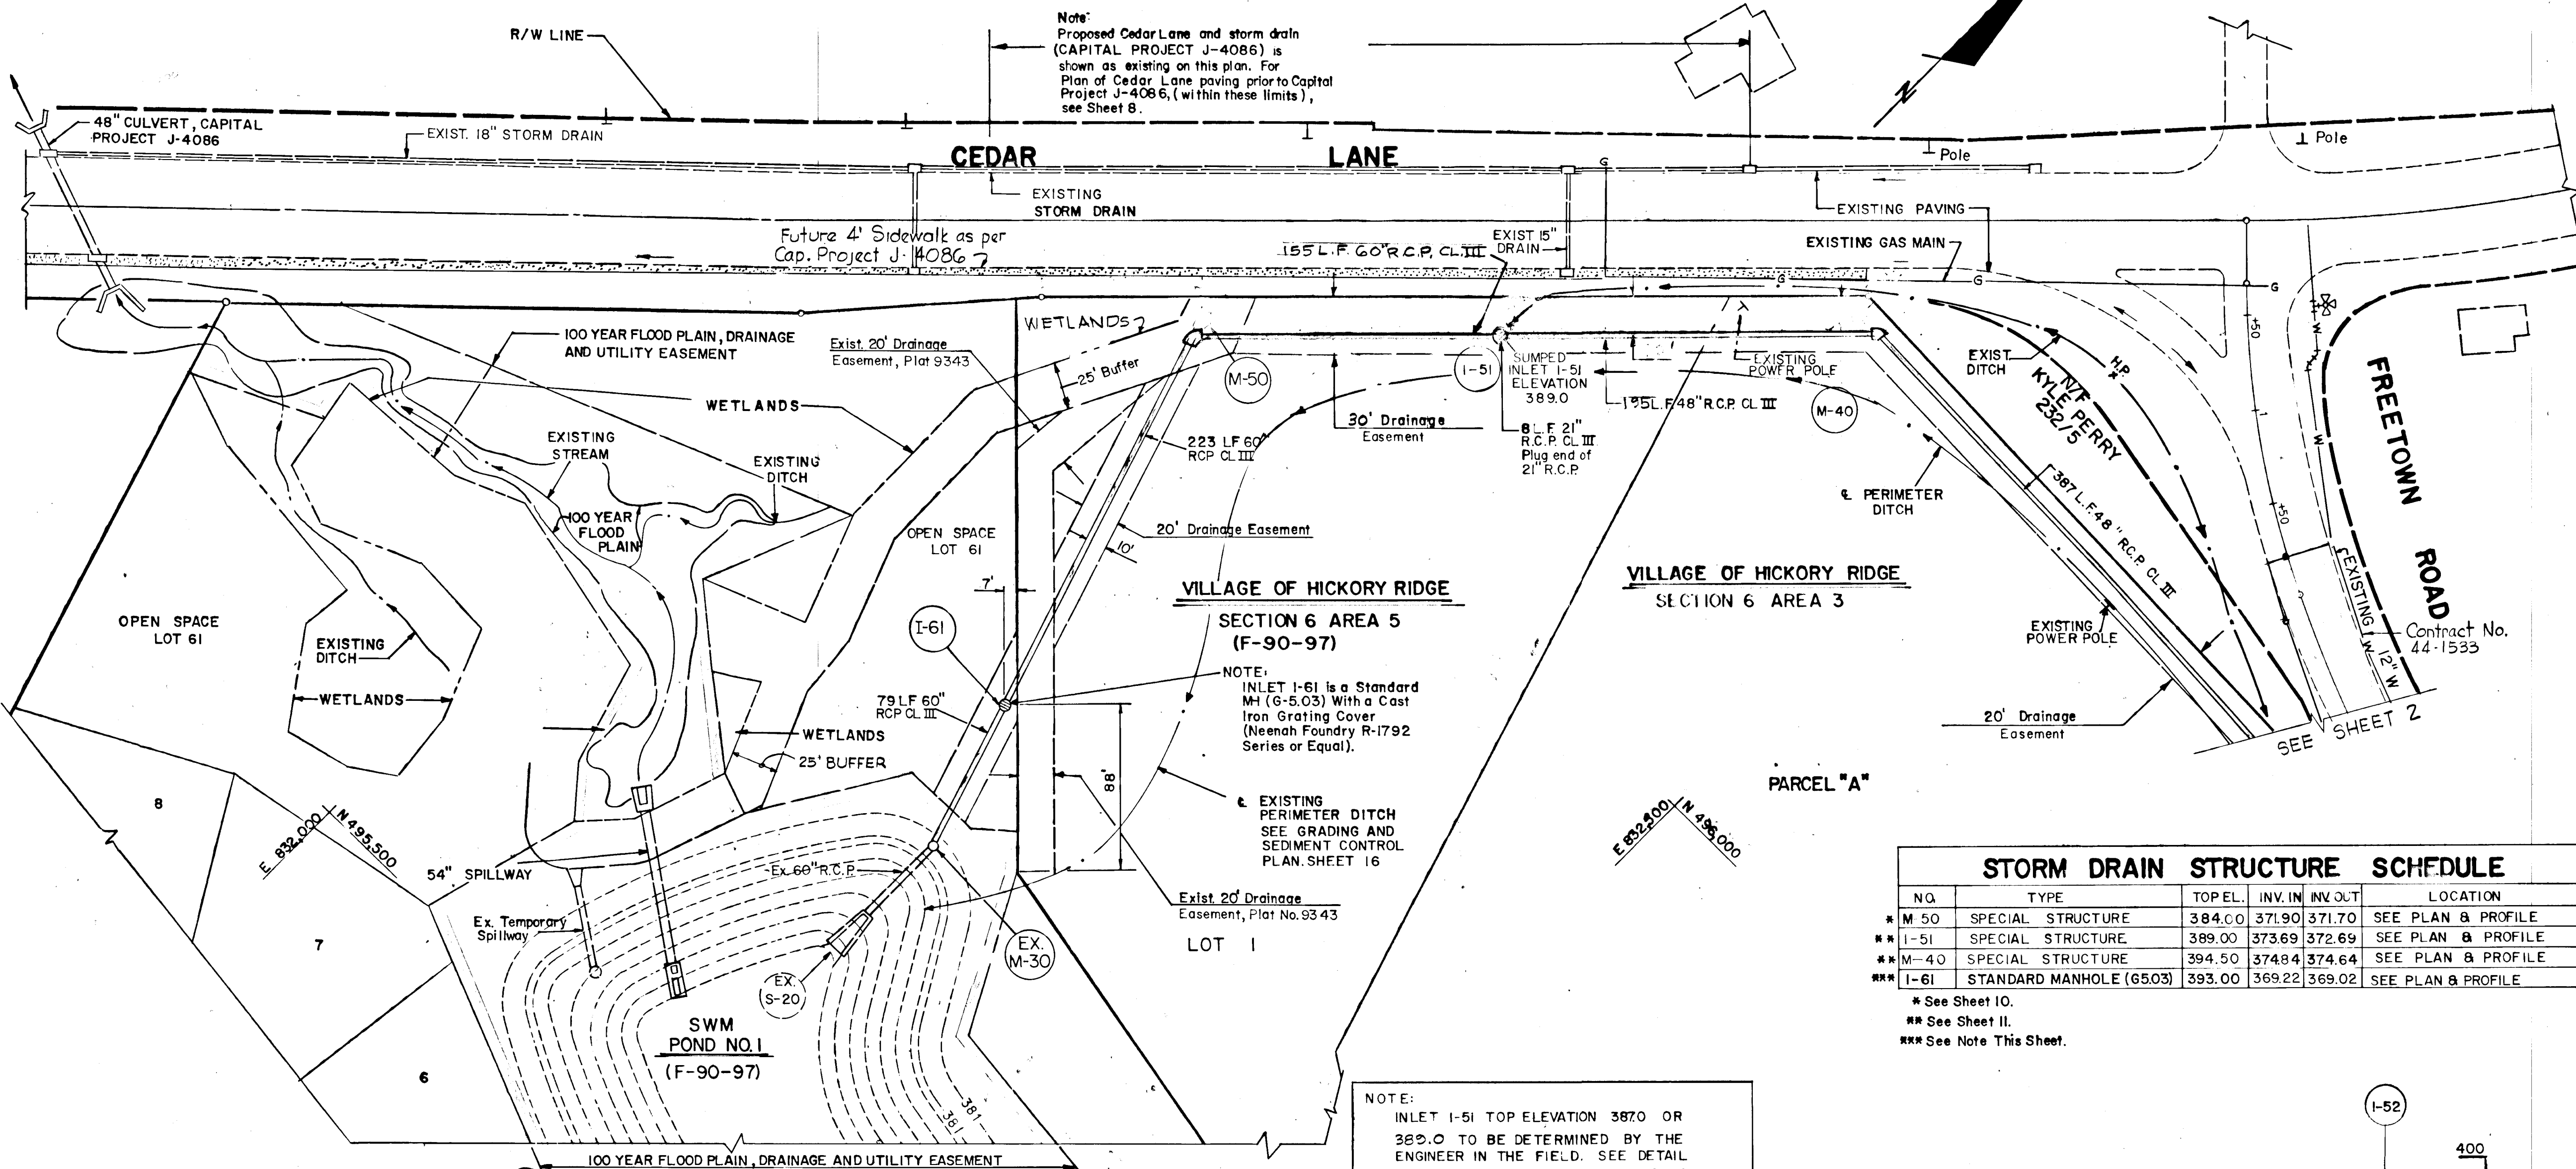 Note:
Proposed Cedar Lane and storm drain
(CAPITAL PROJECT J-4086) is
shown as existing on this plan. For
Plan of Cedar Lane paving prior to Capital
Project J-4086, (within these limits),
see Sheet 8.
R/W LINE
N
48" CULVERT, CAPITAL
PROJECT J-4086
EXIST. 18" STORM DRAIN
CEDAR LANE
G
Pole
Pole
EXISTING
STORM DRAIN
EXISTING PAVING
Future 4' Sidewalk as per
Cap. Project J-4086
155 L.F. 60" R.C.P. CL. III
EXIST 15"
DRAIN
EXISTING GAS MAIN
G
G
G
WETLANDS
100 YEAR FLOOD PLAIN, DRAINAGE
AND UTILITY EASEMENT
Exist. 20' Drainage
Easement, Plat 9343
25' Buffer
M-50
I-51
SUMPED
INLET I-51
ELEVATION
389.0
EXISTING
POWER POLE
195 L.F. 48" R.C.P. CL III
M-40
EXIST
DITCH
H.P.
N/F
KYLE PERRY
232/5
+50
W
W
FREETOWN ROAD
WETLANDS
30' Drainage
Easement
8 L.F. 21"
R.C.P. CL III
Plug end of
21" R.C.P.
223 LF 60"
RCP CL III
EXISTING
STREAM
EXISTING
DITCH
℄ PERIMETER
DITCH
387 L.F. 48" R.C.P. CL III
+50
100 YEAR
FLOOD
PLAIN
OPEN SPACE
LOT 61
20' Drainage Easement
10'
7'
VILLAGE OF HICKORY RIDGE
SECTION 6 AREA 5
(F-90-97)
VILLAGE OF HICKORY RIDGE
SECTION 6 AREA 3
EXISTING 12" W
Contract No.
44-1533
EXISTING
POWER POLE
OPEN SPACE
LOT 61
EXISTING
DITCH
WETLANDS
I-61
NOTE:
INLET I-61 is a Standard
MH (G-5.03) With a Cast
Iron Grating Cover
(Neenah Foundry R-1792
Series or Equal).
79 LF 60"
RCP CL III
WETLANDS
25' BUFFER
88'
20' Drainage
Easement
SEE SHEET 2
PARCEL "A"
℄ EXISTING
PERIMETER DITCH
SEE GRADING AND
SEDIMENT CONTROL
PLAN. SHEET 16
8
E 832,000
N 495,500
E 832,500
N 496,000
54" SPILLWAY
Ex. 60" R.C.P.
Exist. 20' Drainage
Easement, Plat No. 9343
LOT 1
Ex. Temporary
Spillway
7
EX.
M-30
EX.
S-20
SWM
POND NO. 1
(F-90-97)
6
381
381
100 YEAR FLOOD PLAIN, DRAINAGE AND UTILITY EASEMENT
STORM DRAIN STRUCTURE SCHEDULE
NO. TYPE TOP EL. INV. IN INV. OUT LOCATION
* M-50 SPECIAL STRUCTURE 384.00 371.90 371.70 SEE PLAN & PROFILE
** I-51 SPECIAL STRUCTURE 389.00 373.69 372.69 SEE PLAN & PROFILE
** M-40 SPECIAL STRUCTURE 394.50 374.84 374.64 SEE PLAN & PROFILE
*** I-61 STANDARD MANHOLE (G5.03) 393.00 369.22 369.02 SEE PLAN & PROFILE
* See Sheet 10.
** See Sheet 11.
*** See Note This Sheet.
NOTE:
INLET I-51 TOP ELEVATION 387.0 OR
389.0 TO BE DETERMINED BY THE
ENGINEER IN THE FIELD. SEE DETAIL
I-52
400